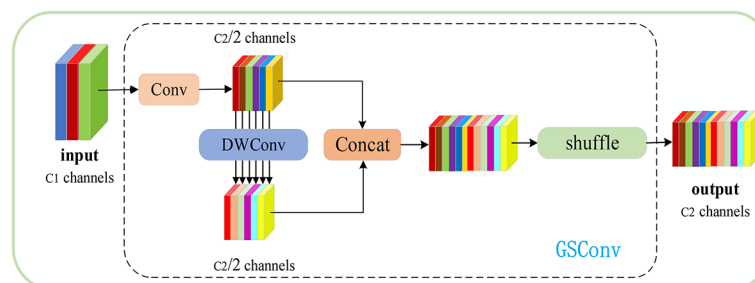 C2/2 channels
Conv
DWConv
Concat
shuffle
input
C1 channels
output
C2 channels
C2/2 channels
GSConv